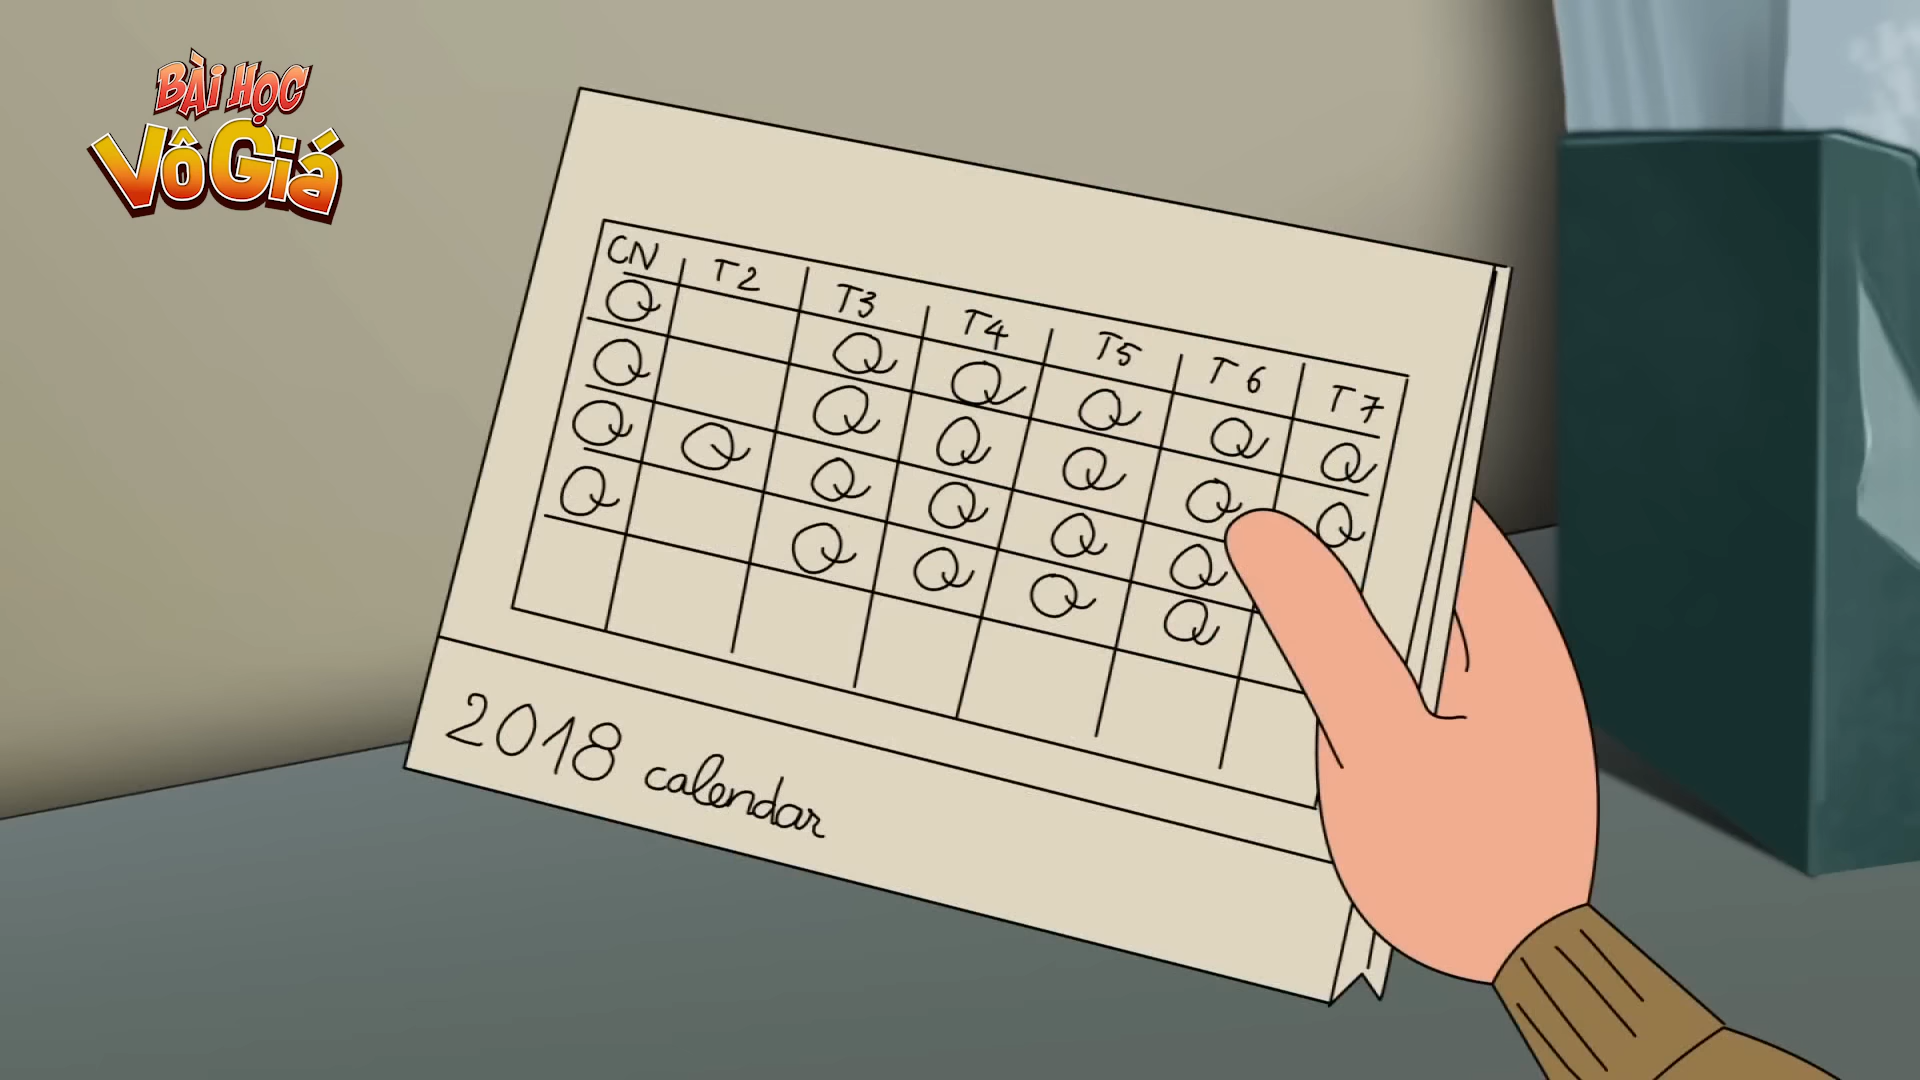 BÀI HỌC
Vô Giá
CN T2 T3 T4 T5 T6 T7
Q Q Q Q Q Q
Q Q Q Q Q Q
Q Q Q Q Q Q
Q Q Q Q Q
2018 calendar